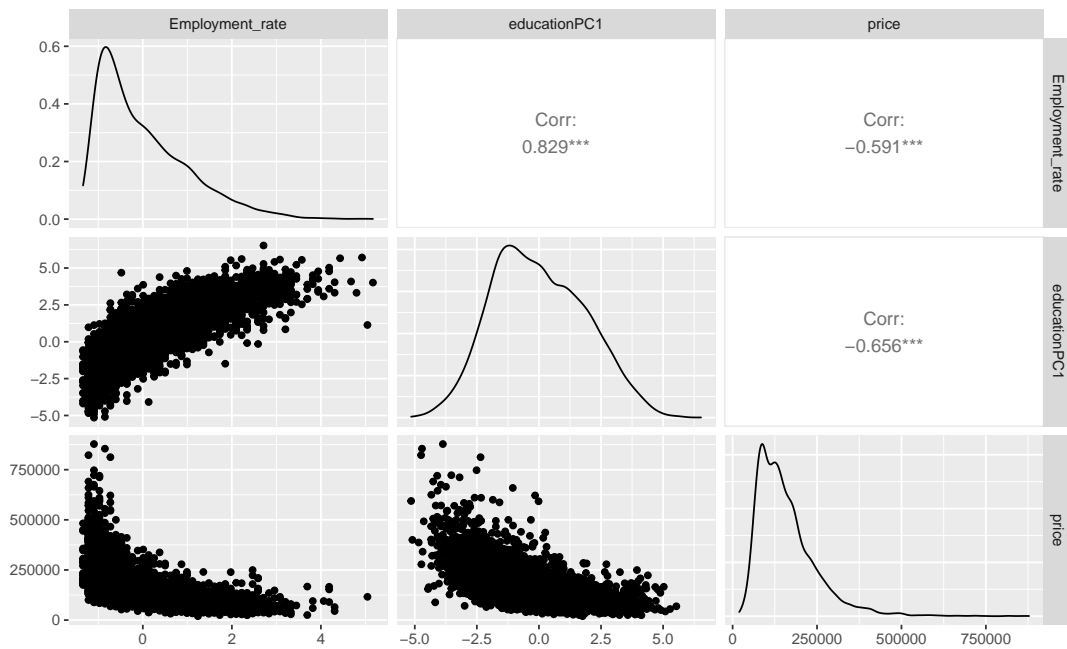 Employment_rate educationPC1 price
0.6
0.4
0.2
0.0
Corr:
0.829***
Corr:
−0.591***
Employment_rate
5.0
2.5
0.0
−2.5
−5.0
Corr:
−0.656***
educationPC1
750000
500000
250000
0
price
0 2 4
−5.0 −2.5 0.0 2.5 5.0
0 250000 500000 750000